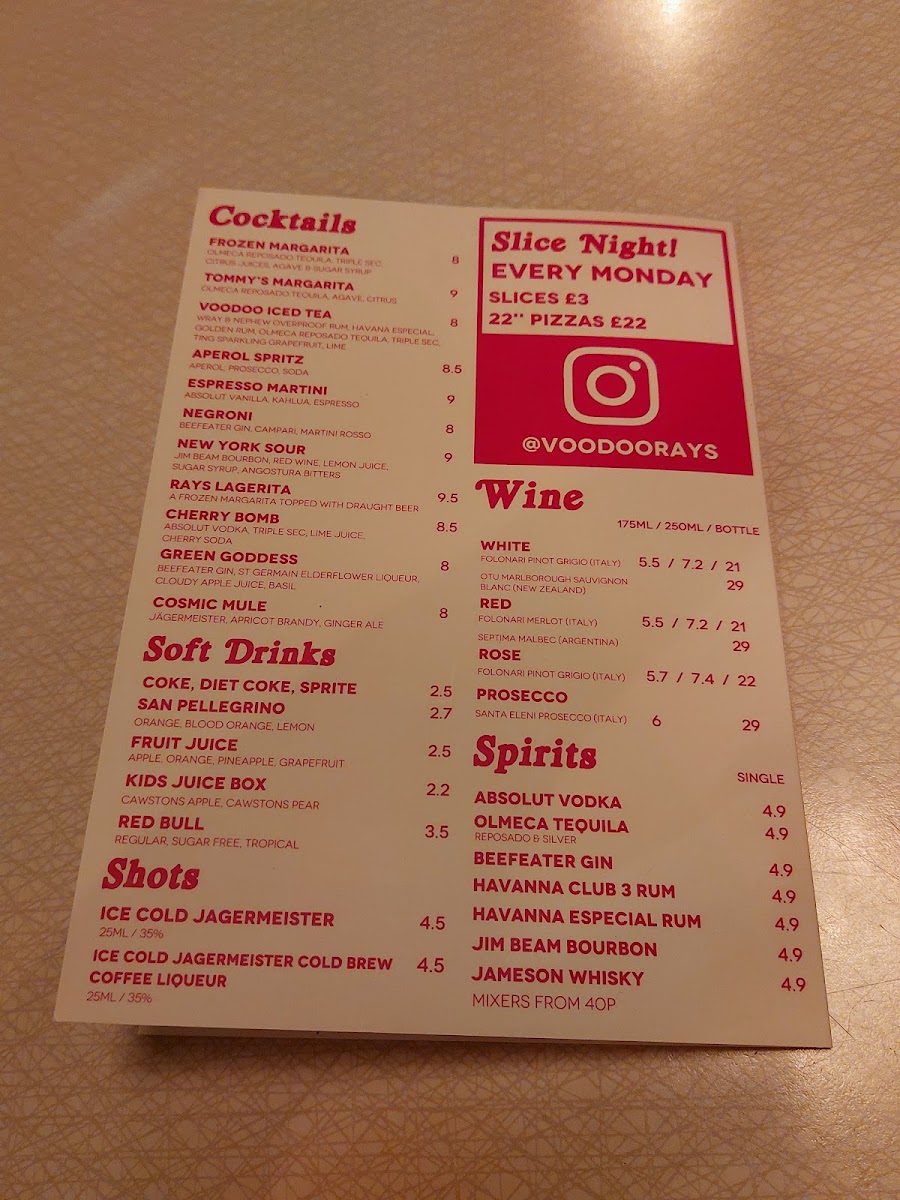 Cocktails
FROZEN MARGARITA
OLMECA REPOSADO TEQUILA, TRIPLE SEC, 8
CITRUS JUICES, AGAVE & SUGAR SYRUP
TOMMY'S MARGARITA 9
OLMECA REPOSADO TEQUILA, AGAVE, CITRUS
VOODOO ICED TEA 8
WRAY & NEPHEW OVERPROOF RUM, HAVANA ESPECIAL,
GOLDEN RUM, OLMECA REPOSADO TEQUILA, TRIPLE SEC,
TING SPARKLING GRAPEFRUIT, LIME
APEROL SPRITZ 8.5
APEROL, PROSECCO, SODA
ESPRESSO MARTINI 9
ABSOLUT VANILLA, KAHLUA, ESPRESSO
NEGRONI 8
BEEFEATER GIN, CAMPARI, MARTINI ROSSO
NEW YORK SOUR 9
JIM BEAM BOURBON, RED WINE, LEMON JUICE,
SUGAR SYRUP, ANGOSTURA BITTERS
RAYS LAGERITA 9.5
A FROZEN MARGARITA TOPPED WITH DRAUGHT BEER
CHERRY BOMB 8.5
ABSOLUT VODKA, TRIPLE SEC, LIME JUICE,
CHERRY SODA
GREEN GODDESS 8
BEEFEATER GIN, ST GERMAIN ELDERFLOWER LIQUEUR,
CLOUDY APPLE JUICE, BASIL
COSMIC MULE 8
JÄGERMEISTER, APRICOT BRANDY, GINGER ALE
Soft Drinks
COKE, DIET COKE, SPRITE 2.5
SAN PELLEGRINO 2.7
ORANGE, BLOOD ORANGE, LEMON
FRUIT JUICE 2.5
APPLE, ORANGE, PINEAPPLE, GRAPEFRUIT
KIDS JUICE BOX 2.2
CAWSTONS APPLE, CAWSTONS PEAR
RED BULL 3.5
REGULAR, SUGAR FREE, TROPICAL
Shots
ICE COLD JAGERMEISTER 4.5
25ML / 35%
ICE COLD JAGERMEISTER COLD BREW 4.5
COFFEE LIQUEUR
25ML / 35%
Slice Night!
EVERY MONDAY
SLICES £3
22'' PIZZAS £22
@VOODOORAYS
Wine
175ML / 250ML / BOTTLE
WHITE
FOLONARI PINOT GRIGIO (ITALY) 5.5 / 7.2 / 21
OTU MARLBOROUGH SAUVIGNON 29
BLANC (NEW ZEALAND)
RED
FOLONARI MERLOT (ITALY) 5.5 / 7.2 / 21
SEPTIMA MALBEC (ARGENTINA) 29
ROSE
FOLONARI PINOT GRIGIO (ITALY) 5.7 / 7.4 / 22
PROSECCO
SANTA ELENI PROSECCO (ITALY) 6 29
Spirits
SINGLE
ABSOLUT VODKA 4.9
OLMECA TEQUILA 4.9
REPOSADO & SILVER
BEEFEATER GIN 4.9
HAVANNA CLUB 3 RUM 4.9
HAVANNA ESPECIAL RUM 4.9
JIM BEAM BOURBON 4.9
JAMESON WHISKY 4.9
MIXERS FROM 40P